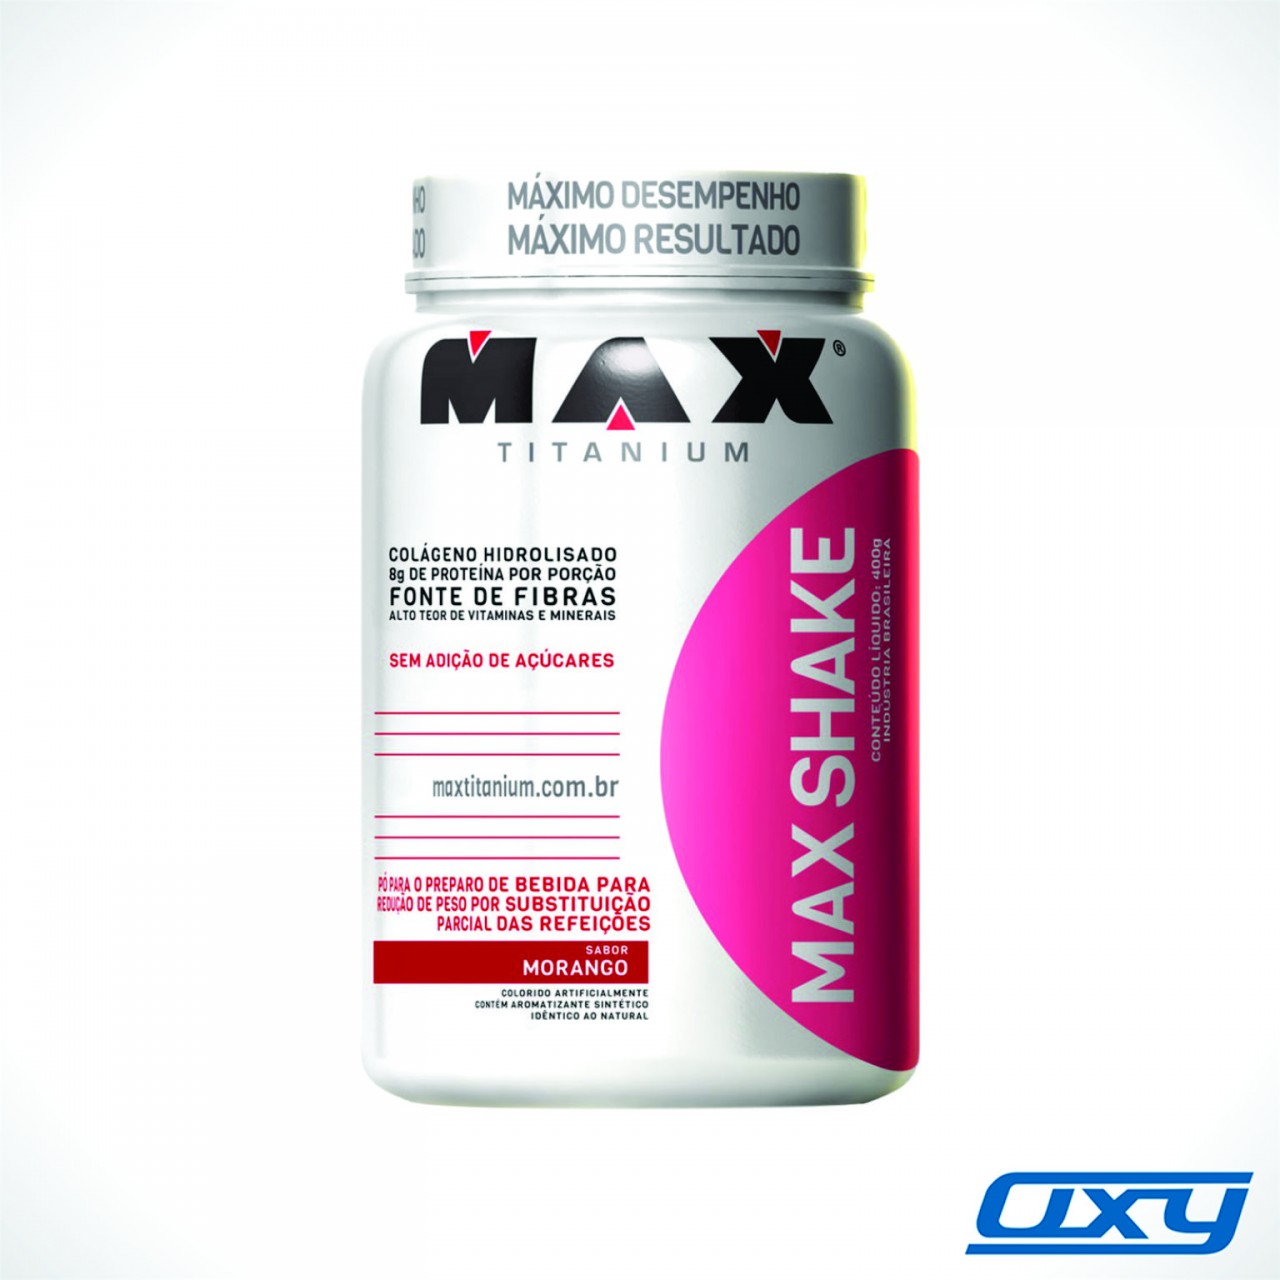 MÁXIMO DESEMPENHO
MÁXIMO RESULTADO
MAX®
TITANIUM
COLÁGENO HIDROLISADO
8g DE PROTEÍNA POR PORÇÃO
FONTE DE FIBRAS
ALTO TEOR DE VITAMINAS E MINERAIS
SEM ADIÇÃO DE AÇÚCARES
maxtitanium.com.br
PÓ PARA O PREPARO DE BEBIDA PARA
REDUÇÃO DE PESO POR SUBSTITUIÇÃO
PARCIAL DAS REFEIÇÕES
SABOR
MORANGO
COLORIDO ARTIFICIALMENTE
CONTÉM AROMATIZANTE SINTÉTICO
IDÊNTICO AO NATURAL
MAX SHAKE
CONTEÚDO LÍQUIDO: 400g
INDÚSTRIA BRASILEIRA
oxy